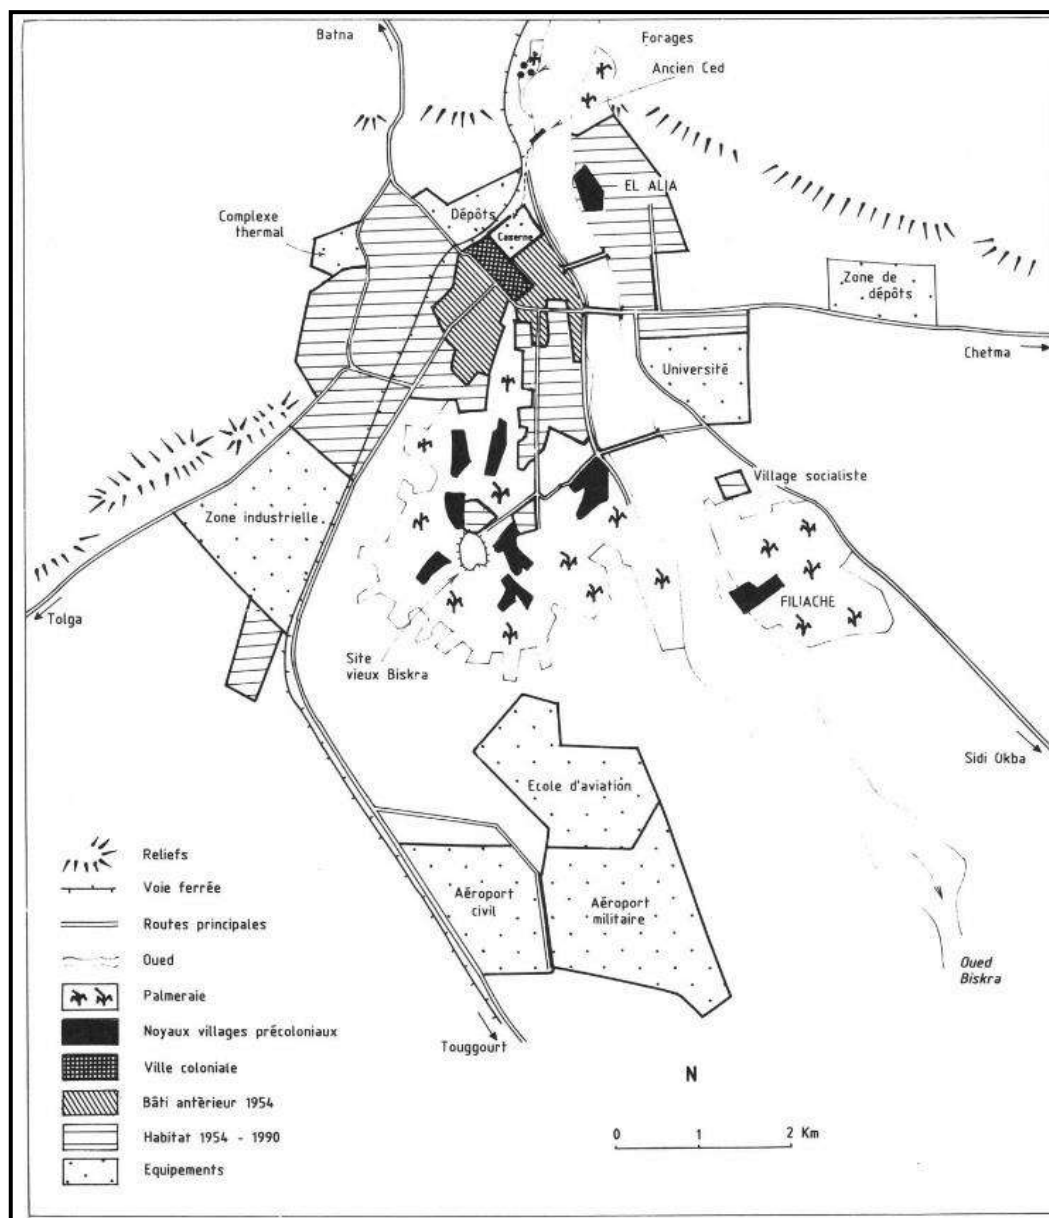 Batna
Forages
Ancien Ced
EL ALIA
Complexe
thermal
Dépôts
Caserne
Zone de
dépôts
Chetma
Université
Village socialiste
Zone industrielle
FILIACHE
Tolga
Site
vieux Biskra
Sidi Okba
Ecole d'aviation
Aéroport
civil
Aéroport
militaire
Oued
Biskra
Touggourt
Reliefs
Voie ferrée
Routes principales
Oued
Palmeraie
Noyaux villages précoloniaux
Ville coloniale
Bâti antèrieur 1954
Habitat 1954 - 1990
Equipements
N
0 1 2 Km